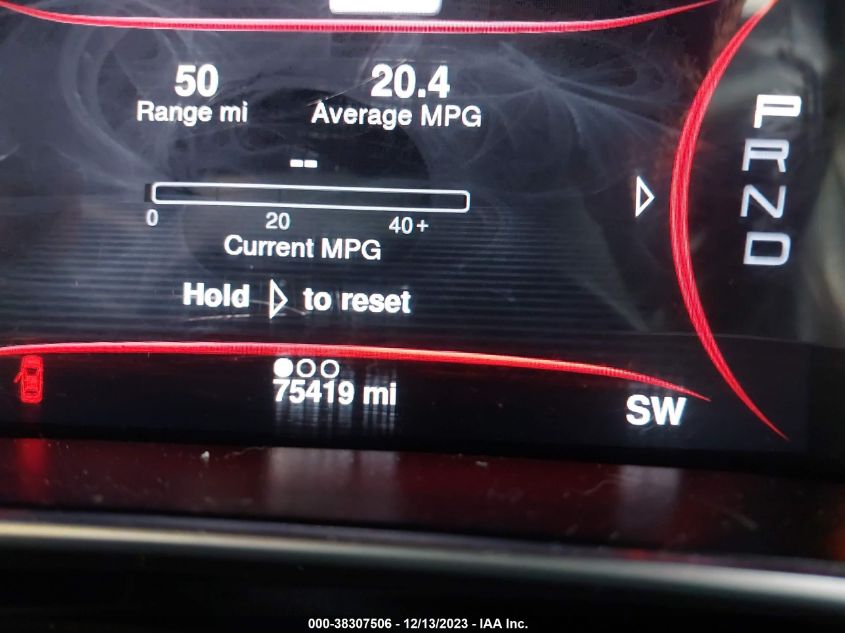 50
20.4
Range mi
Average MPG
--
0 20 40+
Current MPG
Hold ▷ to reset
75419 mi
SW
P
R
N
D
000-38307506 - 12/13/2023 - IAA Inc.